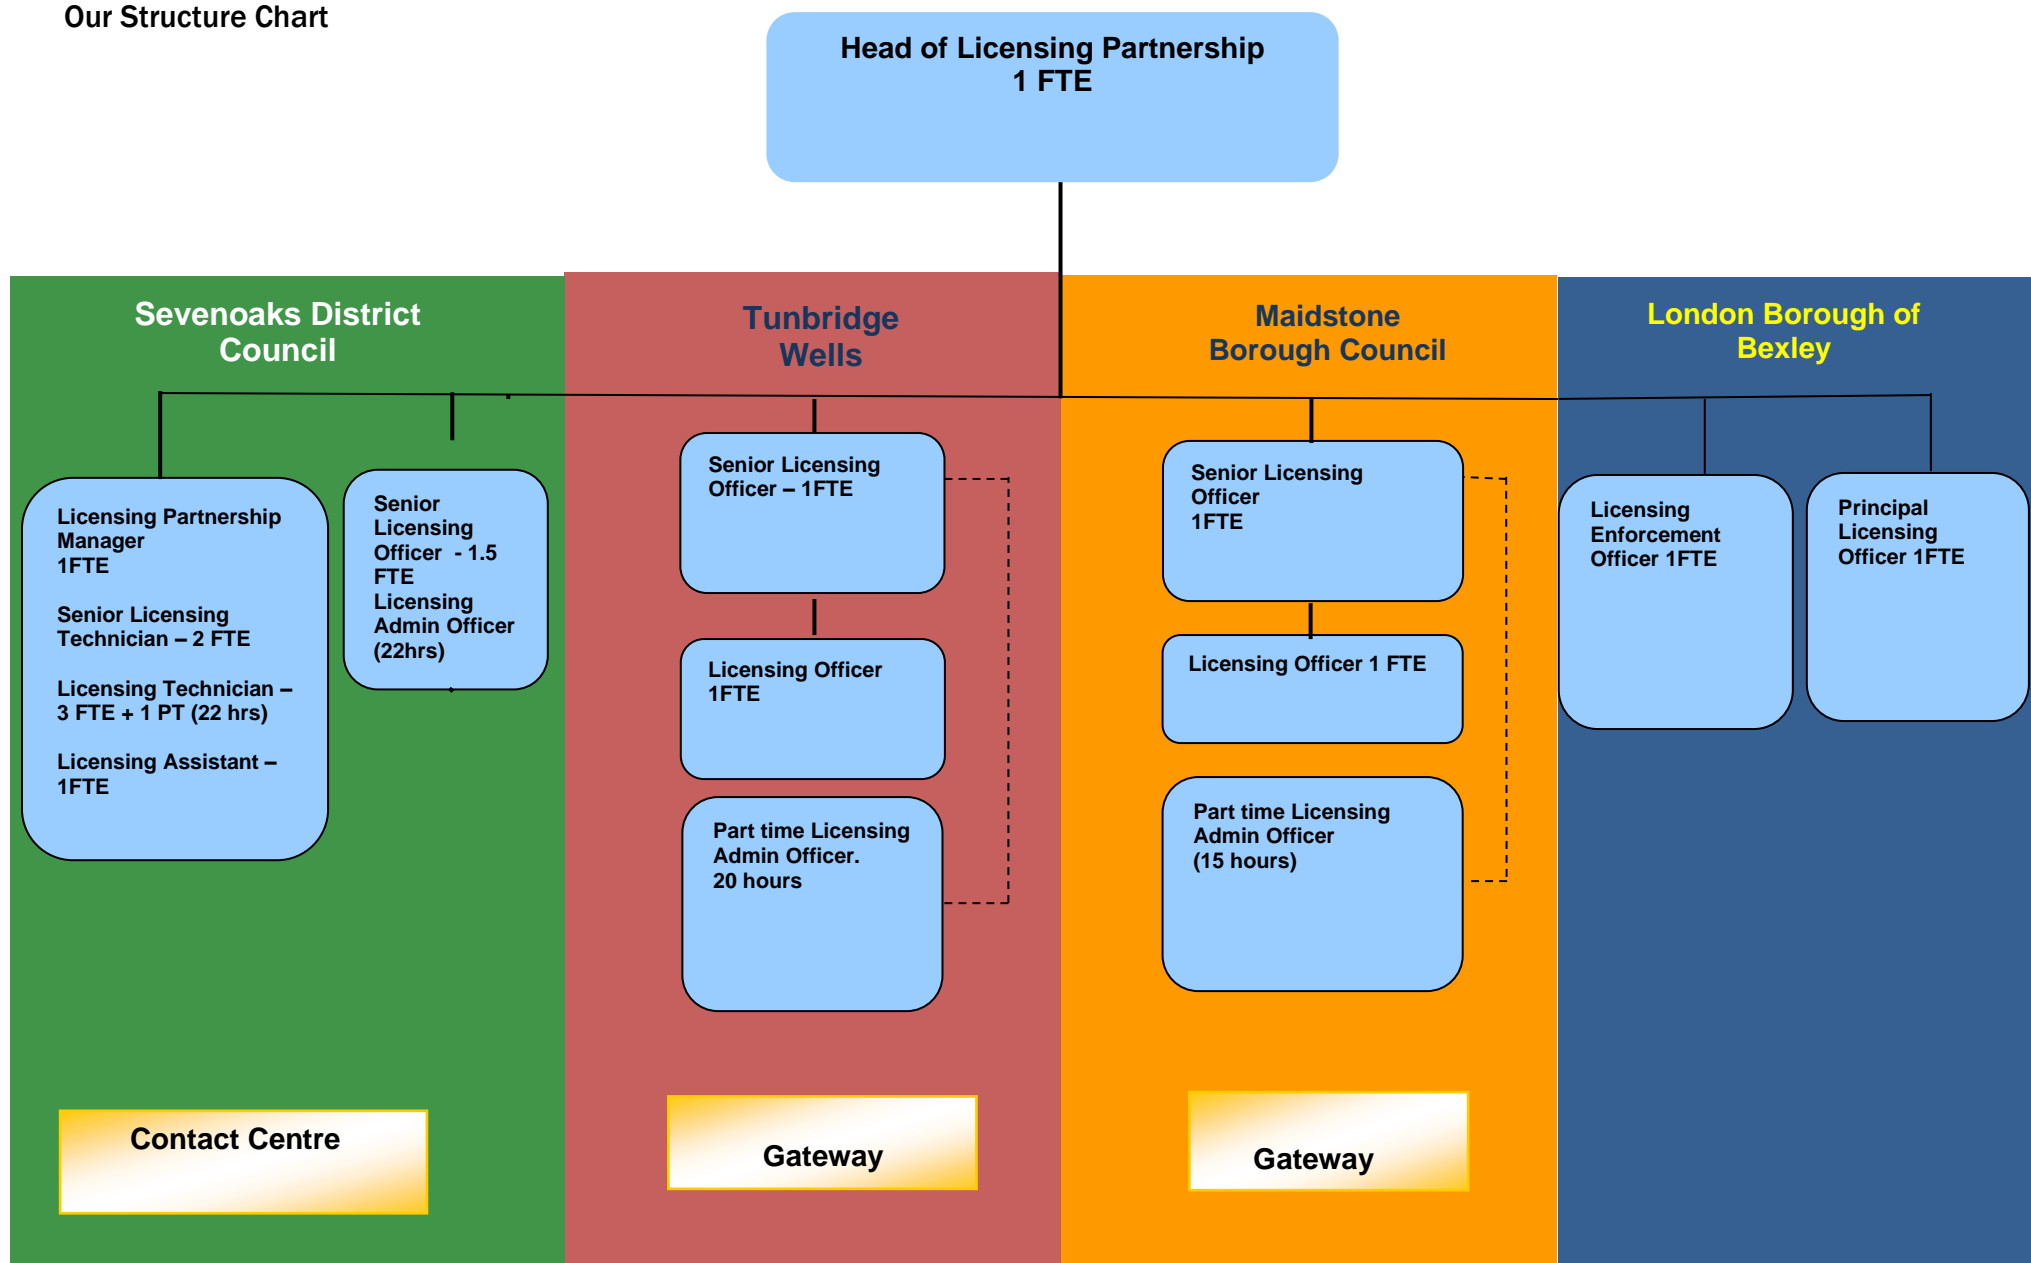 Our Structure Chart
Head of Licensing Partnership
1 FTE
Sevenoaks District
Council
Licensing Partnership
Manager
1FTE
Senior Licensing
Technician – 2 FTE
Licensing Technician –
3 FTE + 1 PT (22 hrs)
Licensing Assistant –
1FTE
Senior
Licensing
Officer - 1.5
FTE
Licensing
Admin Officer
(22hrs)
Contact Centre
Tunbridge
Wells
Senior Licensing
Officer – 1FTE
Licensing Officer
1FTE
Part time Licensing
Admin Officer.
20 hours
Gateway
Maidstone
Borough Council
Senior Licensing
Officer
1FTE
Licensing Officer 1 FTE
Part time Licensing
Admin Officer
(15 hours)
Gateway
London Borough of
Bexley
Licensing
Enforcement
Officer 1FTE
Principal
Licensing
Officer 1FTE